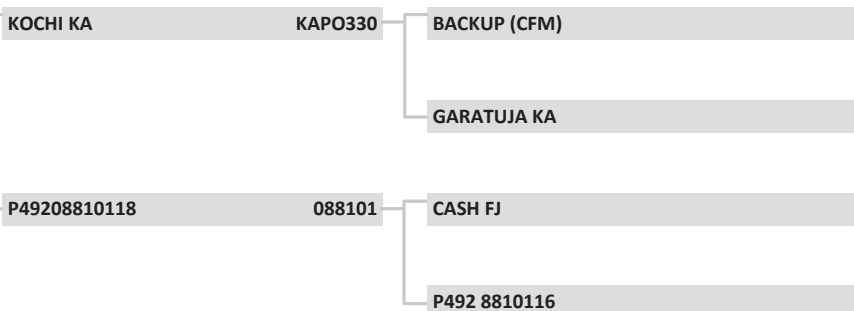 KOCHI KA KAPO330 BACKUP (CFM)
GARATUJA KA
P49208810118 088101 CASH FJ
P492 8810116